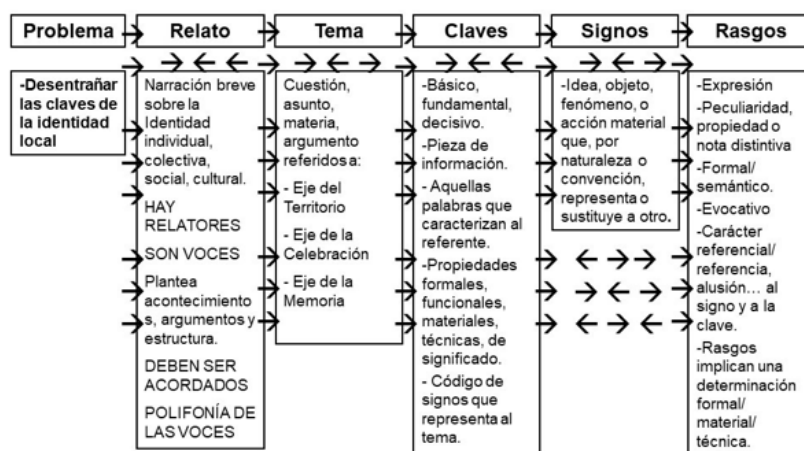 Problema
Relato
Tema
Claves
Signos
Rasgos
-Desentrañar
las claves de
la identidad
local
Narración breve
sobre la
Identidad
individual,
colectiva,
social, cultural.
HAY
RELATORES
SON VOCES
Plantea
acontecimiento
s, argumentos y
estructura.
DEBEN SER
ACORDADOS
POLIFONÍA DE
LAS VOCES
Cuestión,
asunto,
materia,
argumento
referidos a:
- Eje del
Territorio
- Eje de la
Celebración
- Eje de la
Memoria
-Básico,
fundamental,
decisivo.
-Pieza de
información.
- Aquellas
palabras que
caracterizan al
referente.
-Propiedades
formales,
funcionales,
materiales,
técnicas, de
significado.
- Código de
signos que
representa al
tema.
-Idea, objeto,
fenómeno, o
acción material
que, por
naturaleza o
convención,
representa o
sustituye a otro.
-Expresión
-Peculiaridad,
propiedad o
nota distintiva
-Formal/
semántico.
-Evocativo
-Carácter
referencial/
referencia,
alusión… al
signo y a la
clave.
-Rasgos
implican una
determinación
formal/
material/
técnica.